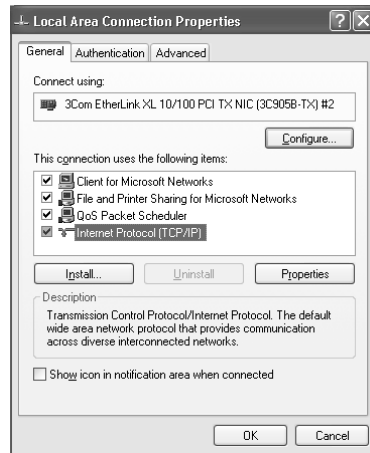 Local Area Connection Properties
General Authentication Advanced
Connect using:
3Com EtherLink XL 10/100 PCI TX NIC (3C905B-TX) #2
Configure...
This connection uses the following items:
Client for Microsoft Networks
File and Printer Sharing for Microsoft Networks
QoS Packet Scheduler
Internet Protocol (TCP/IP)
Install... Uninstall Properties
Description
Transmission Control Protocol/Internet Protocol. The default
wide area network protocol that provides communication
across diverse interconnected networks.
Show icon in notification area when connected
OK Cancel